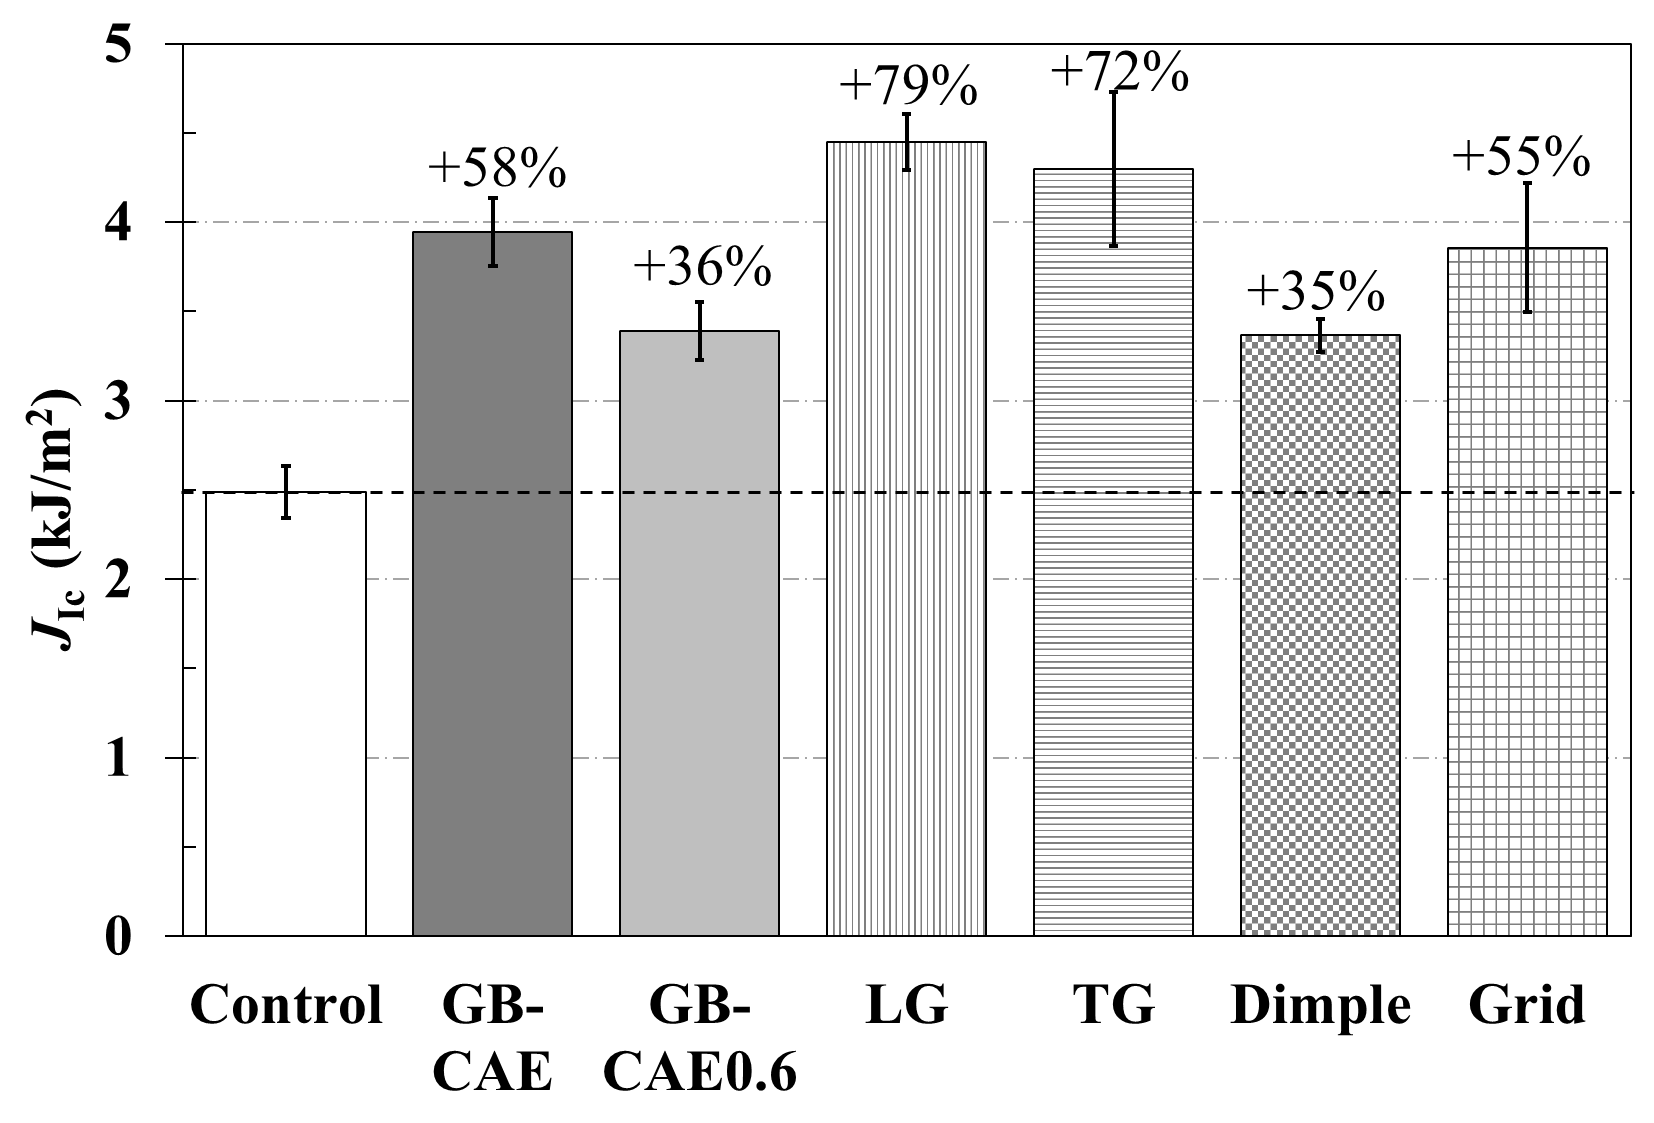 5
4
3
2
1
0
J_Ic (kJ/m²)
+58%
+36%
+79%
+72%
+35%
+55%
Control
GB-
CAE
GB-
CAE0.6
LG
TG
Dimple
Grid